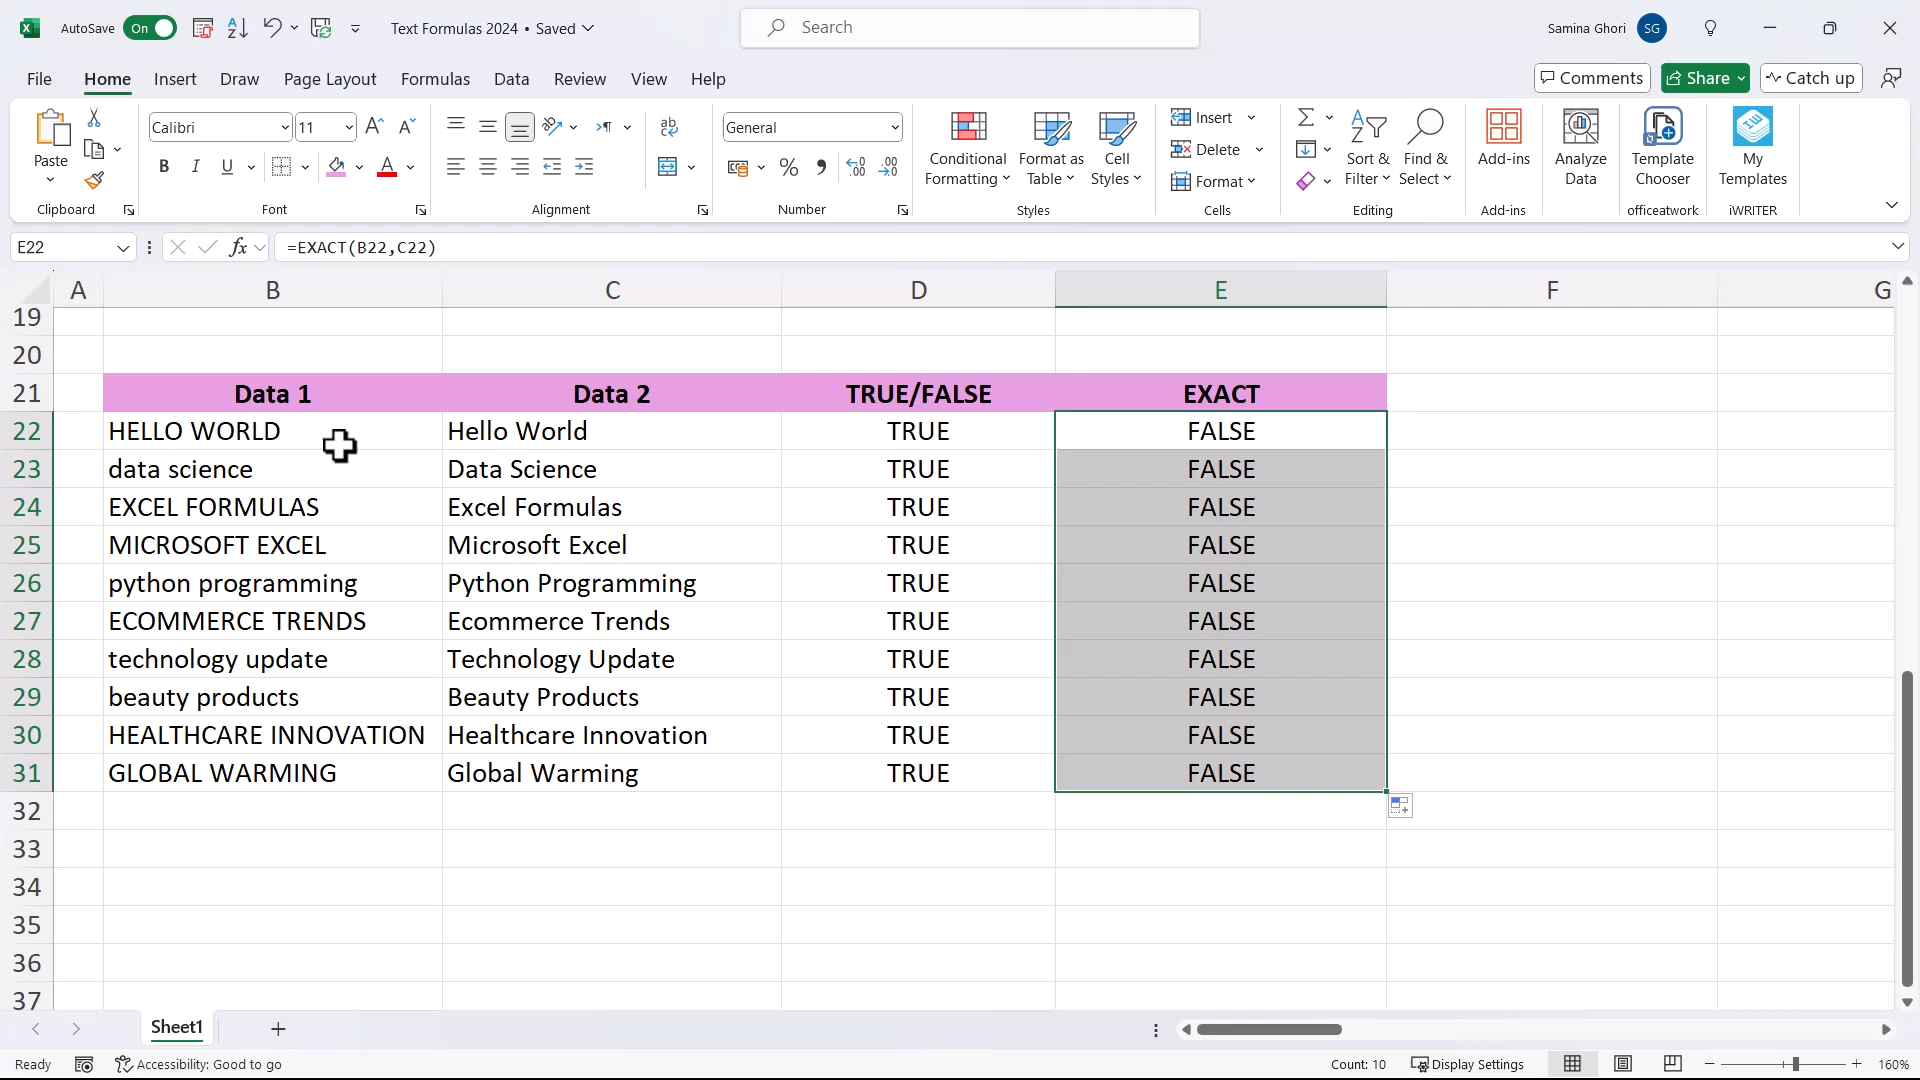 AutoSave On Text Formulas 2024 • Saved Search Samina Ghori SG
File Home Insert Draw Page Layout Formulas Data Review View Help Comments Share Catch up
Paste
Clipboard
Calibri 11
B I U A
Font
ab
Alignment
General
% 9 .00
Number
Conditional Formatting
Format as Table
Cell Styles
Styles
Insert
Delete
Format
Cells
Sort & Filter
Find & Select
Editing
Add-ins
Add-ins
Analyze Data
Template Chooser
officeatwork
My Templates
iWRITER
E22 fx =EXACT(B22,C22)
A B C D E F G
19
20
21 Data 1 Data 2 TRUE/FALSE EXACT
22 HELLO WORLD Hello World TRUE FALSE
23 data science Data Science TRUE FALSE
24 EXCEL FORMULAS Excel Formulas TRUE FALSE
25 MICROSOFT EXCEL Microsoft Excel TRUE FALSE
26 python programming Python Programming TRUE FALSE
27 ECOMMERCE TRENDS Ecommerce Trends TRUE FALSE
28 technology update Technology Update TRUE FALSE
29 beauty products Beauty Products TRUE FALSE
30 HEALTHCARE INNOVATION Healthcare Innovation TRUE FALSE
31 GLOBAL WARMING Global Warming TRUE FALSE
32
33
34
35
36
37
Sheet1
Ready Accessibility: Good to go Count: 10 Display Settings 160%